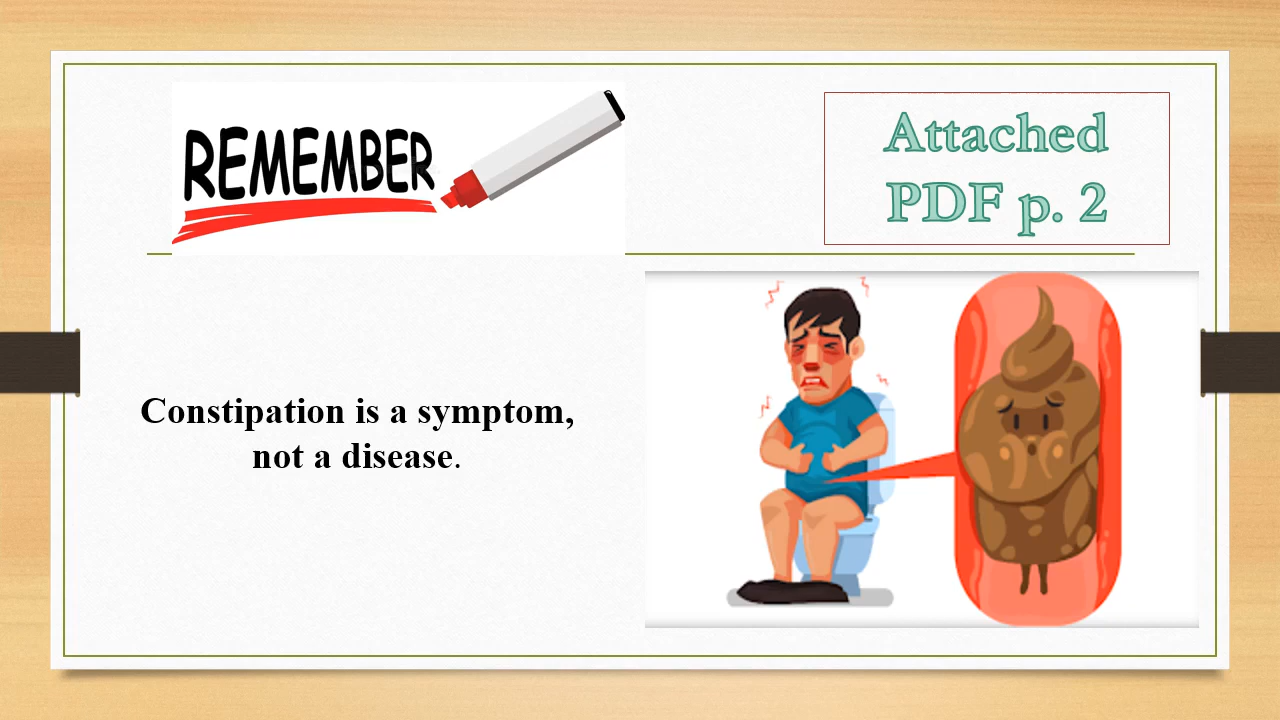 REMEMBER
Attached
PDF p. 2
Constipation is a symptom,
not a disease.